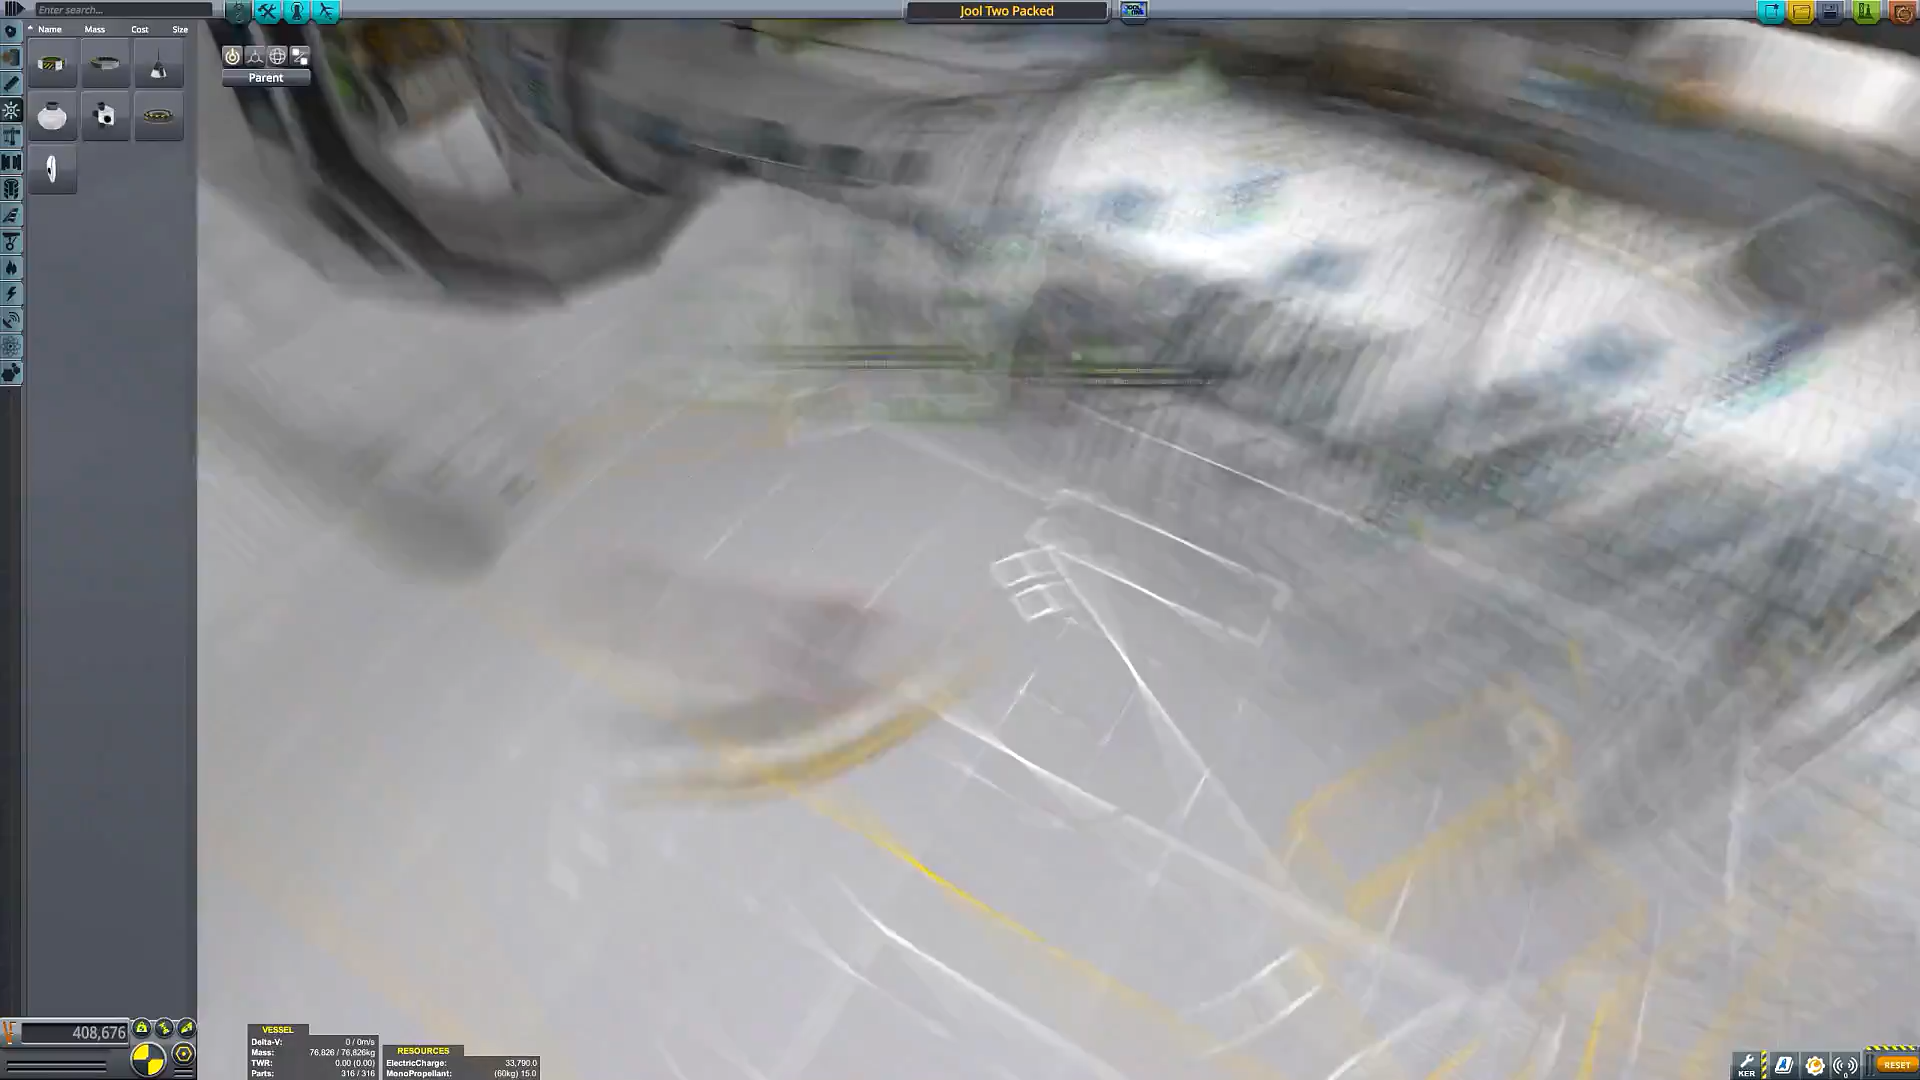 Enter search...
Jool Two Packed
Name Mass Cost Size
Parent
408,676
VESSEL
Delta-V: 0 / 0m/s
Mass: 76,826 / 76,826kg
TWR: 0.00 (0.00)
Parts: 316 / 316
RESOURCES
ElectricCharge: 33,790.0
MonoPropellant: (60kg) 15.0
KER
RESET